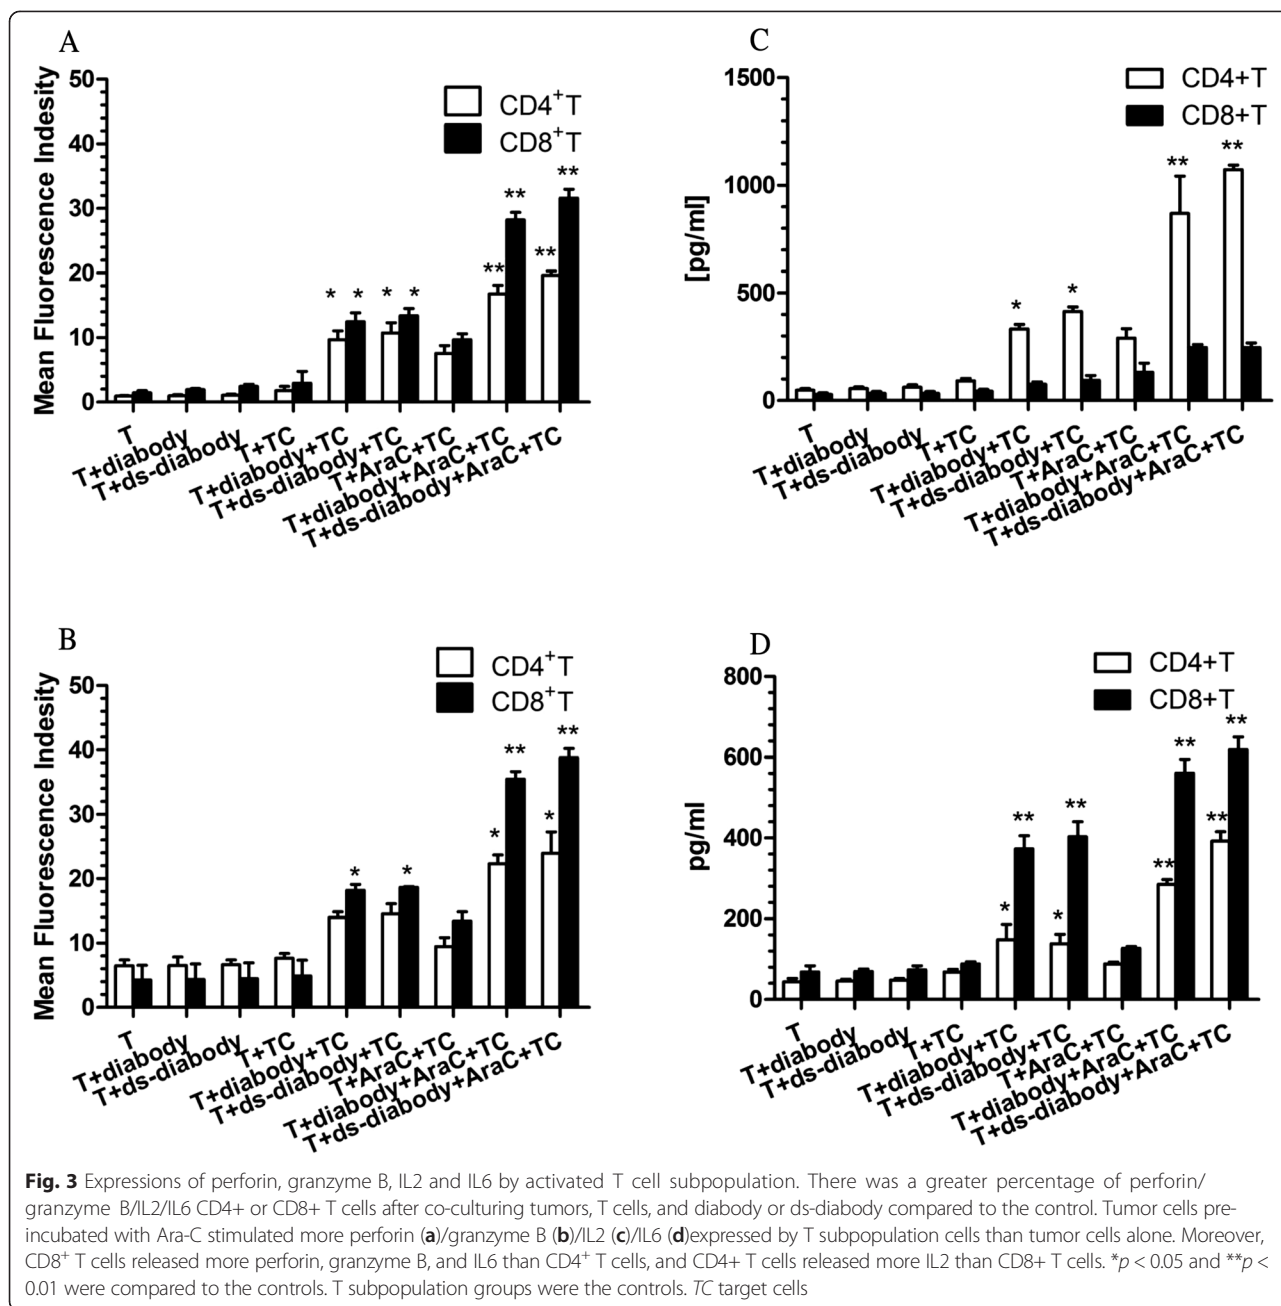 A
Mean Fluorescence Indesity
50
40
30
20
10
0
CD4⁺T
CD8⁺T
* * * * ** ** ** **
T
T+diabody
T+ds-diabody
T+TC
T+diabody+TC
T+ds-diabody+TC
T+AraC+TC
T+diabody+AraC+TC
T+ds-diabody+AraC+TC
C
[pg/ml]
1500
1000
500
0
CD4+T
CD8+T
* * ** **
T
T+diabody
T+ds-diabody
T+TC
T+diabody+TC
T+ds-diabody+TC
T+AraC+TC
T+diabody+AraC+TC
T+ds-diabody+AraC+TC
B
Mean Fluorescence Indesity
50
40
30
20
10
0
CD4⁺T
CD8⁺T
* * * ** * **
T
T+diabody
T+ds-diabody
T+TC
T+diabody+TC
T+ds-diabody+TC
T+AraC+TC
T+diabody+AraC+TC
T+ds-diabody+AraC+TC
D
pg/ml
800
600
400
200
0
CD4+T
CD8+T
* ** * ** ** ** ** **
T
T+diabody
T+ds-diabody
T+TC
T+diabody+TC
T+ds-diabody+TC
T+AraC+TC
T+diabody+AraC+TC
T+ds-diabody+AraC+TC
Fig. 3 Expressions of perforin, granzyme B, IL2 and IL6 by activated T cell subpopulation. There was a greater percentage of perforin/
granzyme B/IL2/IL6 CD4+ or CD8+ T cells after co-culturing tumors, T cells, and diabody or ds-diabody compared to the control. Tumor cells pre-
incubated with Ara-C stimulated more perforin (a)/granzyme B (b)/IL2 (c)/IL6 (d)expressed by T subpopulation cells than tumor cells alone. Moreover,
CD8⁺ T cells released more perforin, granzyme B, and IL6 than CD4⁺ T cells, and CD4+ T cells released more IL2 than CD8+ T cells. *p < 0.05 and **p <
0.01 were compared to the controls. T subpopulation groups were the controls. TC target cells